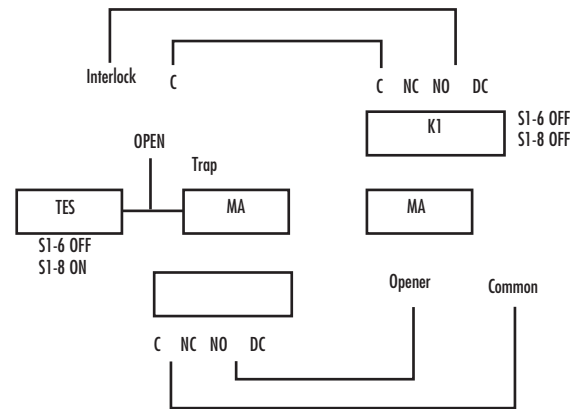 Interlock
C
C NC NO DC
K1
S1-6 OFF
S1-8 OFF
OPEN
Trap
TES
MA
MA
S1-6 OFF
S1-8 ON
Opener
Common
C NC NO DC